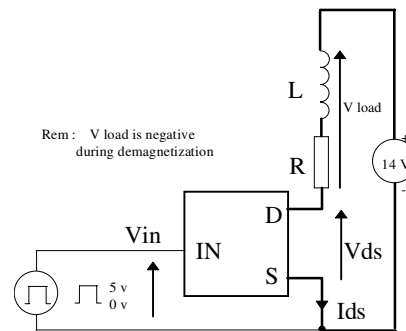 L
V load
Rem : V load is negative
during demagnetization
+
14 V
-
R
D
Vin
IN
Vds
S
5 v
0 v
Ids